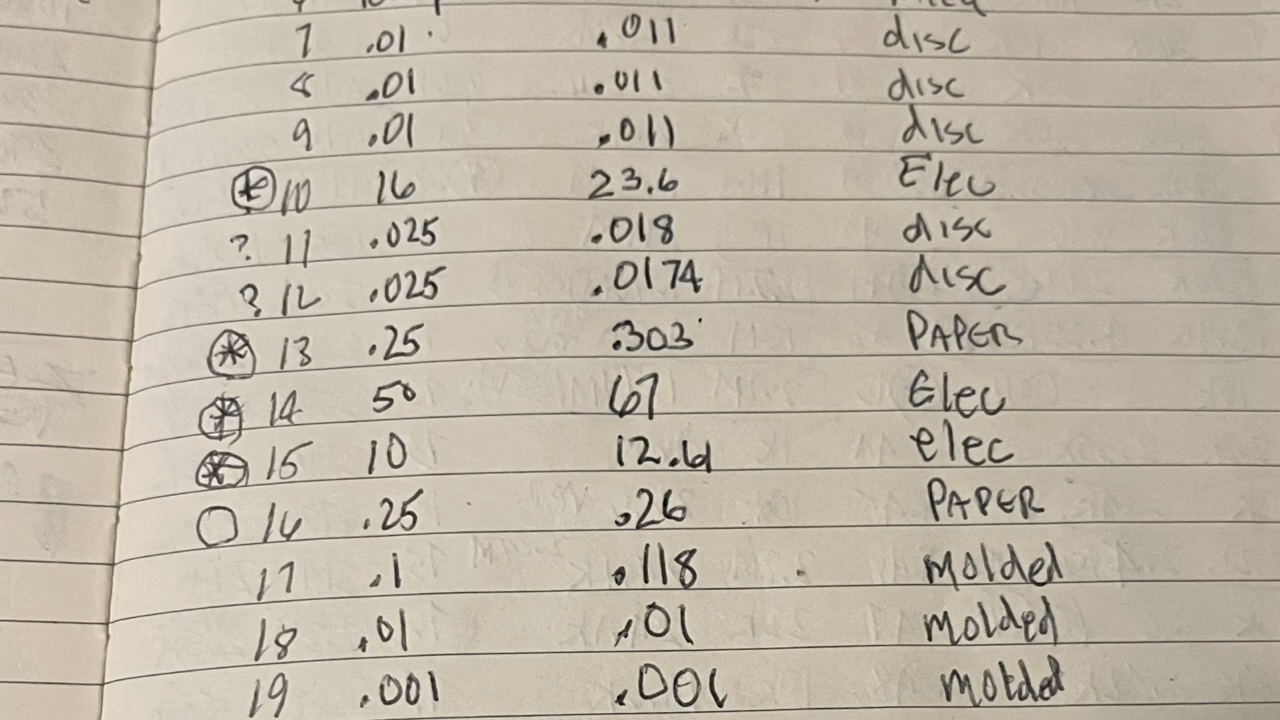 7 .01 .011 disc
8 .01 .011 disc
9 .01 .011 disc
* 10 16 23.6 Elec
? 11 .025 .018 disc
? 12 .025 .0174 disc
* 13 .25 .303 PAPER
* 14 50 67 Elec
* 15 10 12.61 elec
16 .25 .26 PAPER
17 .1 .118 molded
18 .01 .01 molded
19 .001 .001 molded